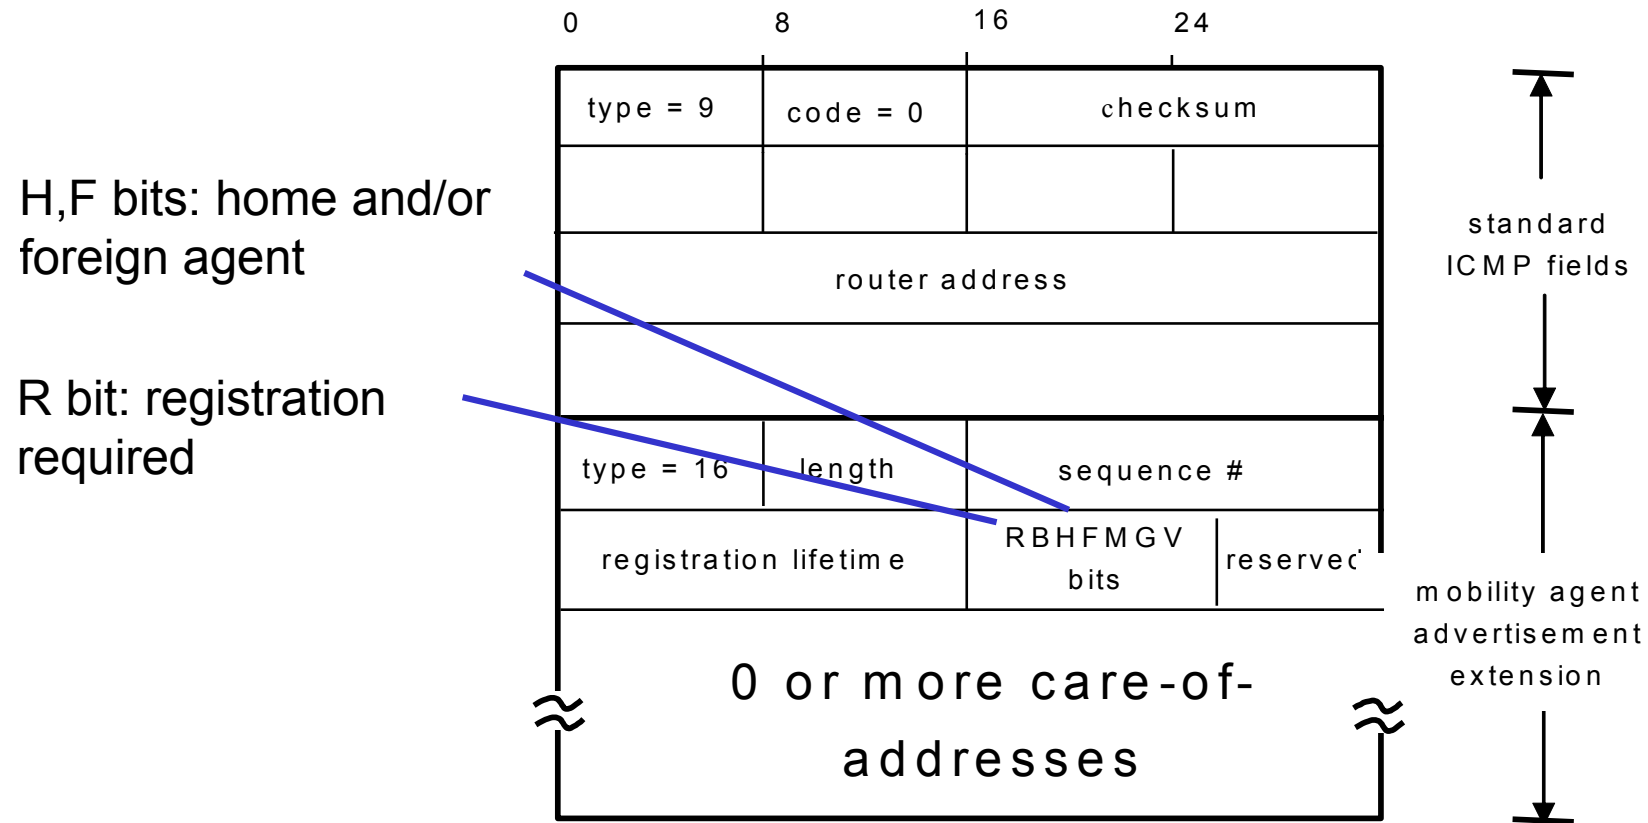 0 8 16 24
type = 9 code = 0 checksum
H,F bits: home and/or
foreign agent
standard
ICMP fields
router address
R bit: registration
required
type = 16 length sequence #
RBHFMGV
bits
registration lifetime
reserved
mobility agent
advertisement
extension
0 or more care-of-
addresses